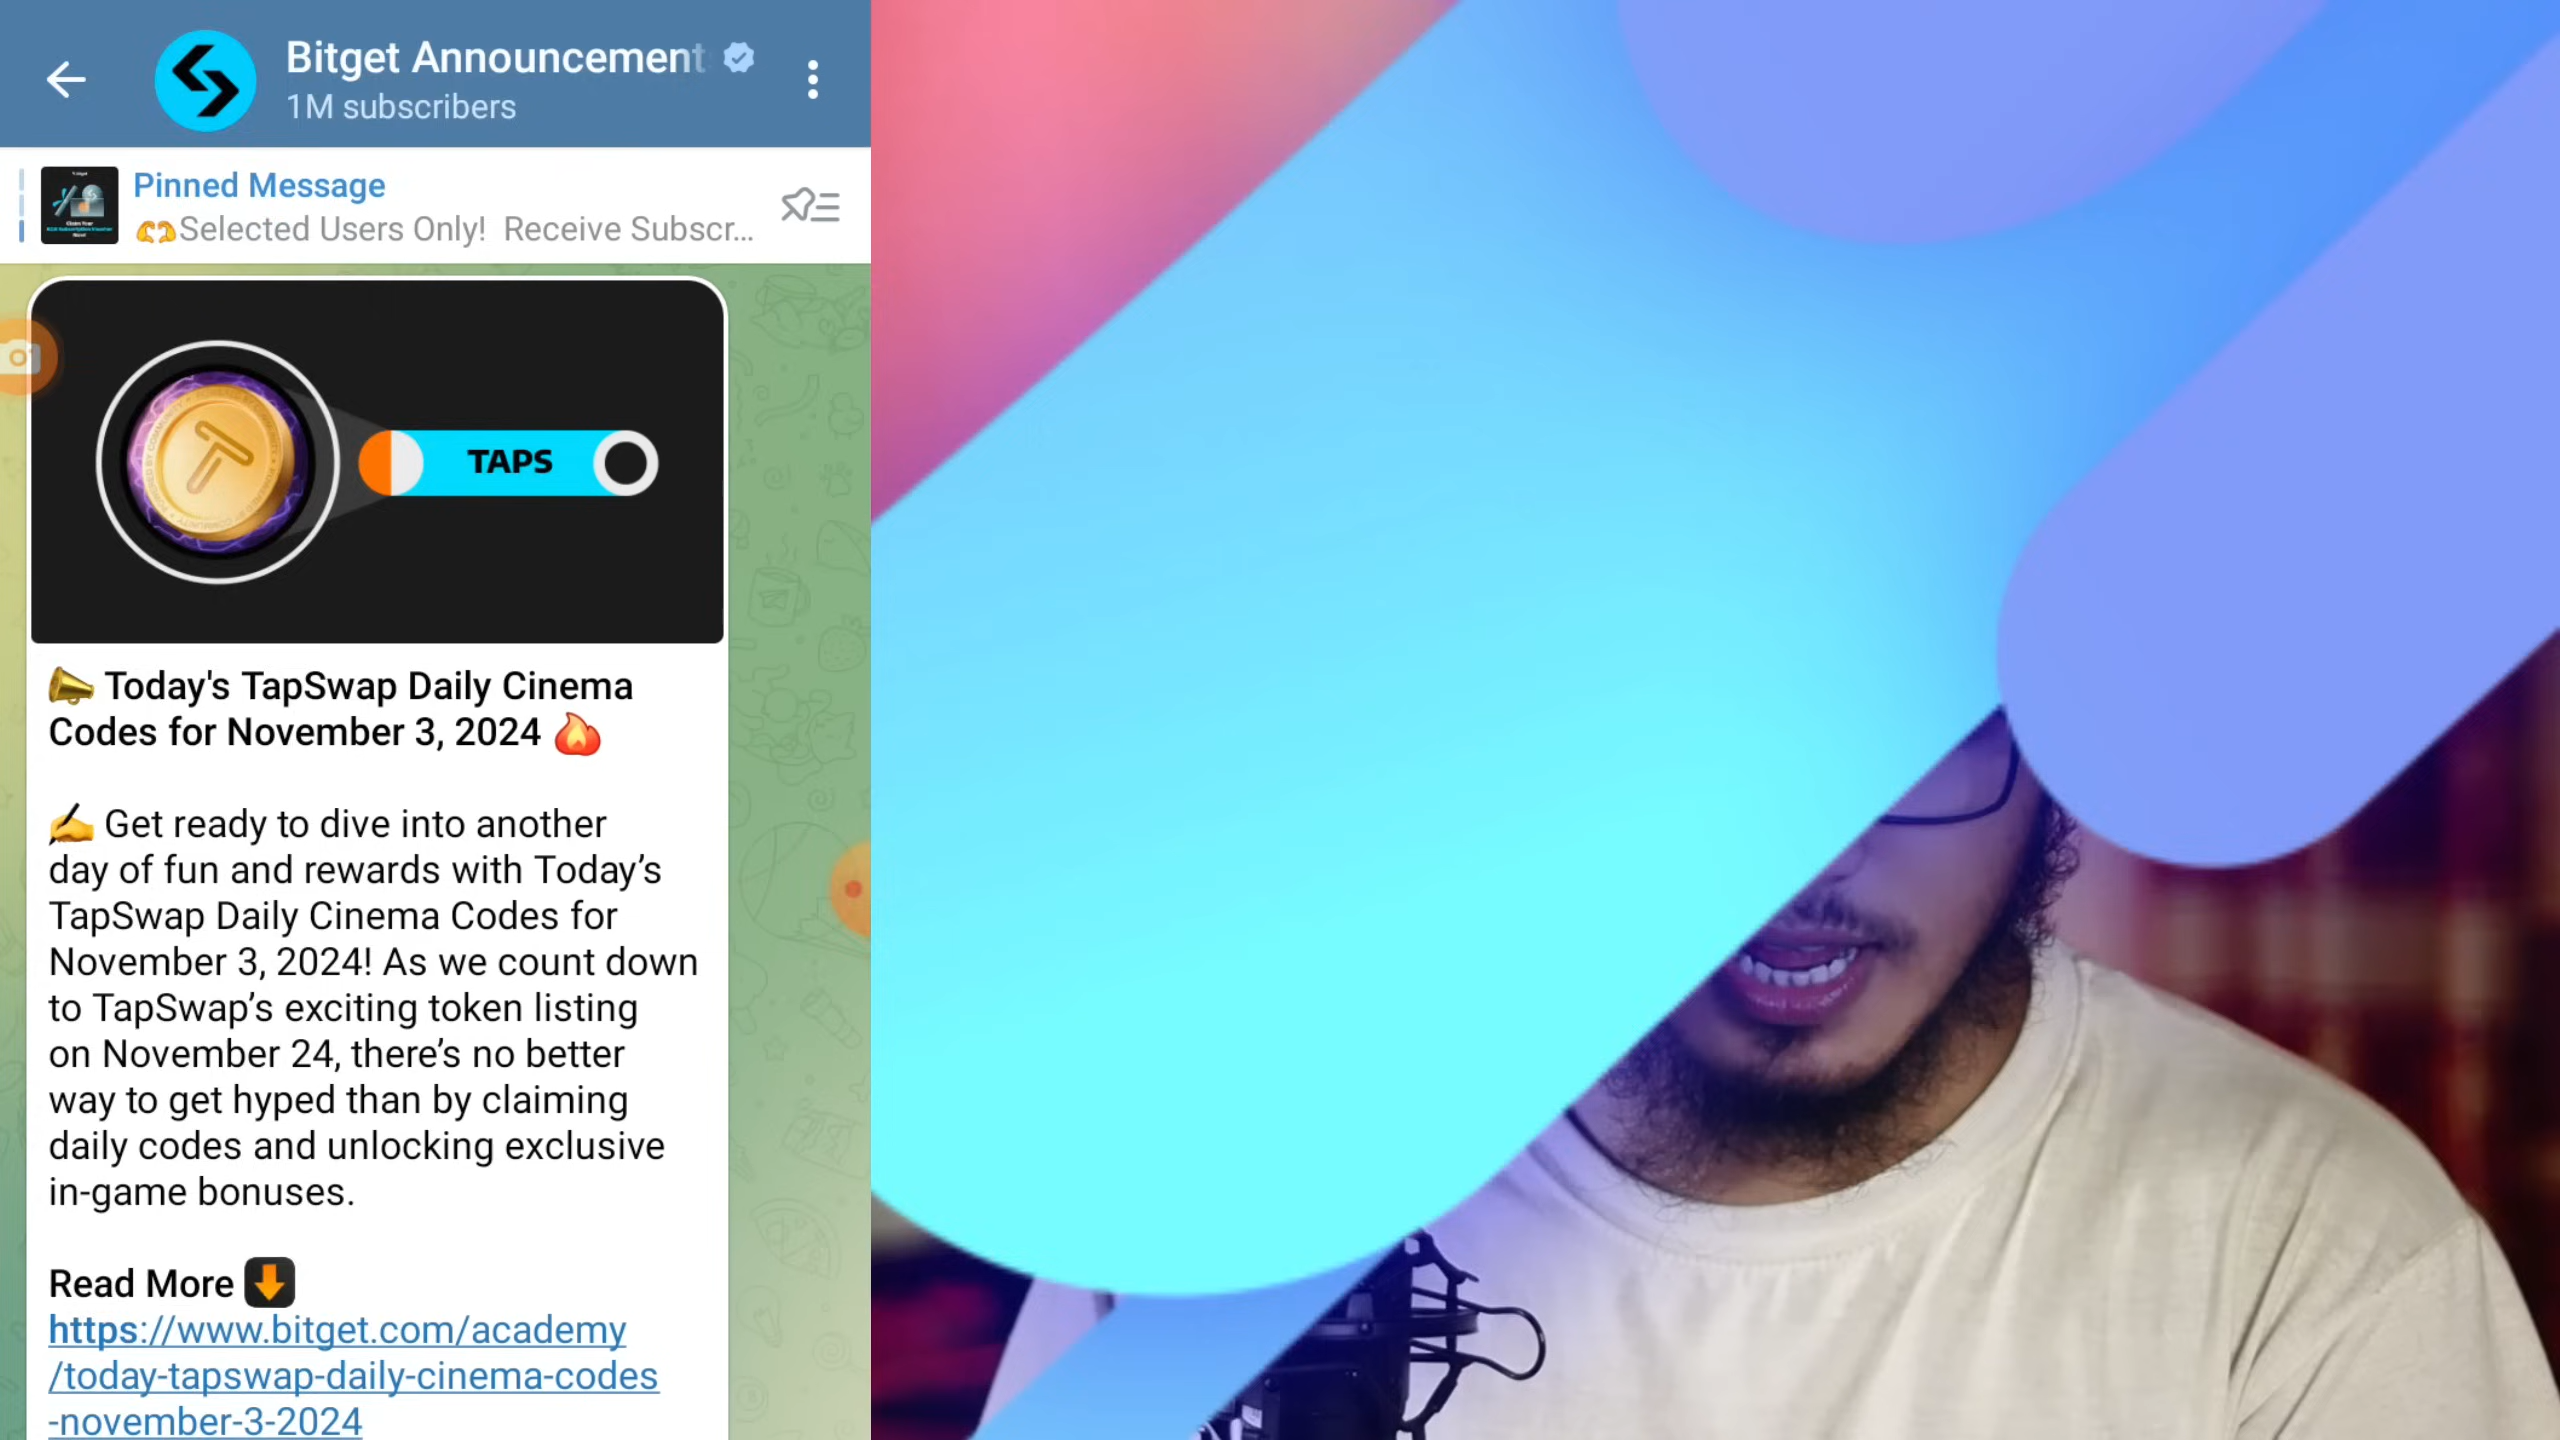 Bitget Announcement
1M subscribers
Pinned Message
🫶Selected Users Only! Receive Subscr...
TAPS
📣 Today's TapSwap Daily Cinema
Codes for November 3, 2024 🔥
✍️ Get ready to dive into another
day of fun and rewards with Today’s
TapSwap Daily Cinema Codes for
November 3, 2024! As we count down
to TapSwap’s exciting token listing
on November 24, there’s no better
way to get hyped than by claiming
daily codes and unlocking exclusive
in-game bonuses.
Read More ⬇️
https://www.bitget.com/academy
/today-tapswap-daily-cinema-codes
-november-3-2024